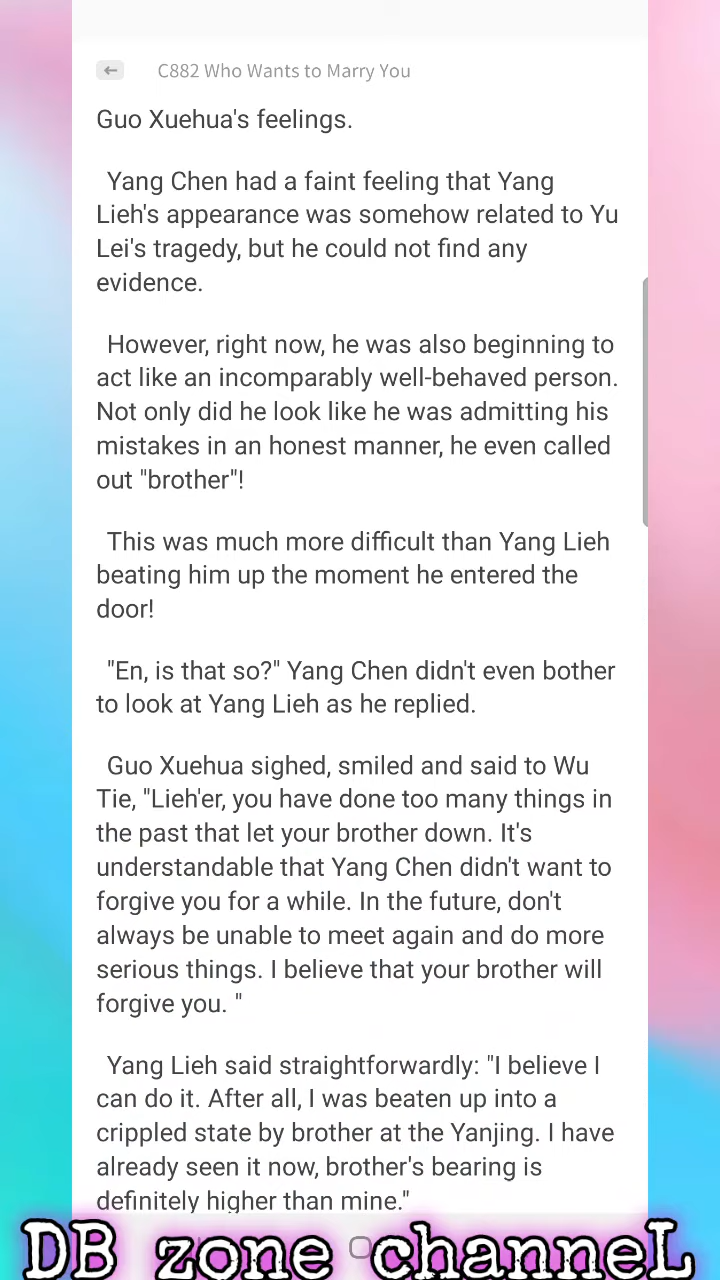 C882 Who Wants to Marry You
Guo Xuehua's feelings.
Yang Chen had a faint feeling that Yang
Lieh's appearance was somehow related to Yu
Lei's tragedy, but he could not find any
evidence.
However, right now, he was also beginning to
act like an incomparably well-behaved person.
Not only did he look like he was admitting his
mistakes in an honest manner, he even called
out "brother"!
This was much more difficult than Yang Lieh
beating him up the moment he entered the
door!
"En, is that so?" Yang Chen didn't even bother
to look at Yang Lieh as he replied.
Guo Xuehua sighed, smiled and said to Wu
Tie, "Lieh'er, you have done too many things in
the past that let your brother down. It's
understandable that Yang Chen didn't want to
forgive you for a while. In the future, don't
always be unable to meet again and do more
serious things. I believe that your brother will
forgive you. "
Yang Lieh said straightforwardly: "I believe I
can do it. After all, I was beaten up into a
crippled state by brother at the Yanjing. I have
already seen it now, brother's bearing is
definitely higher than mine."
DB zone channeL